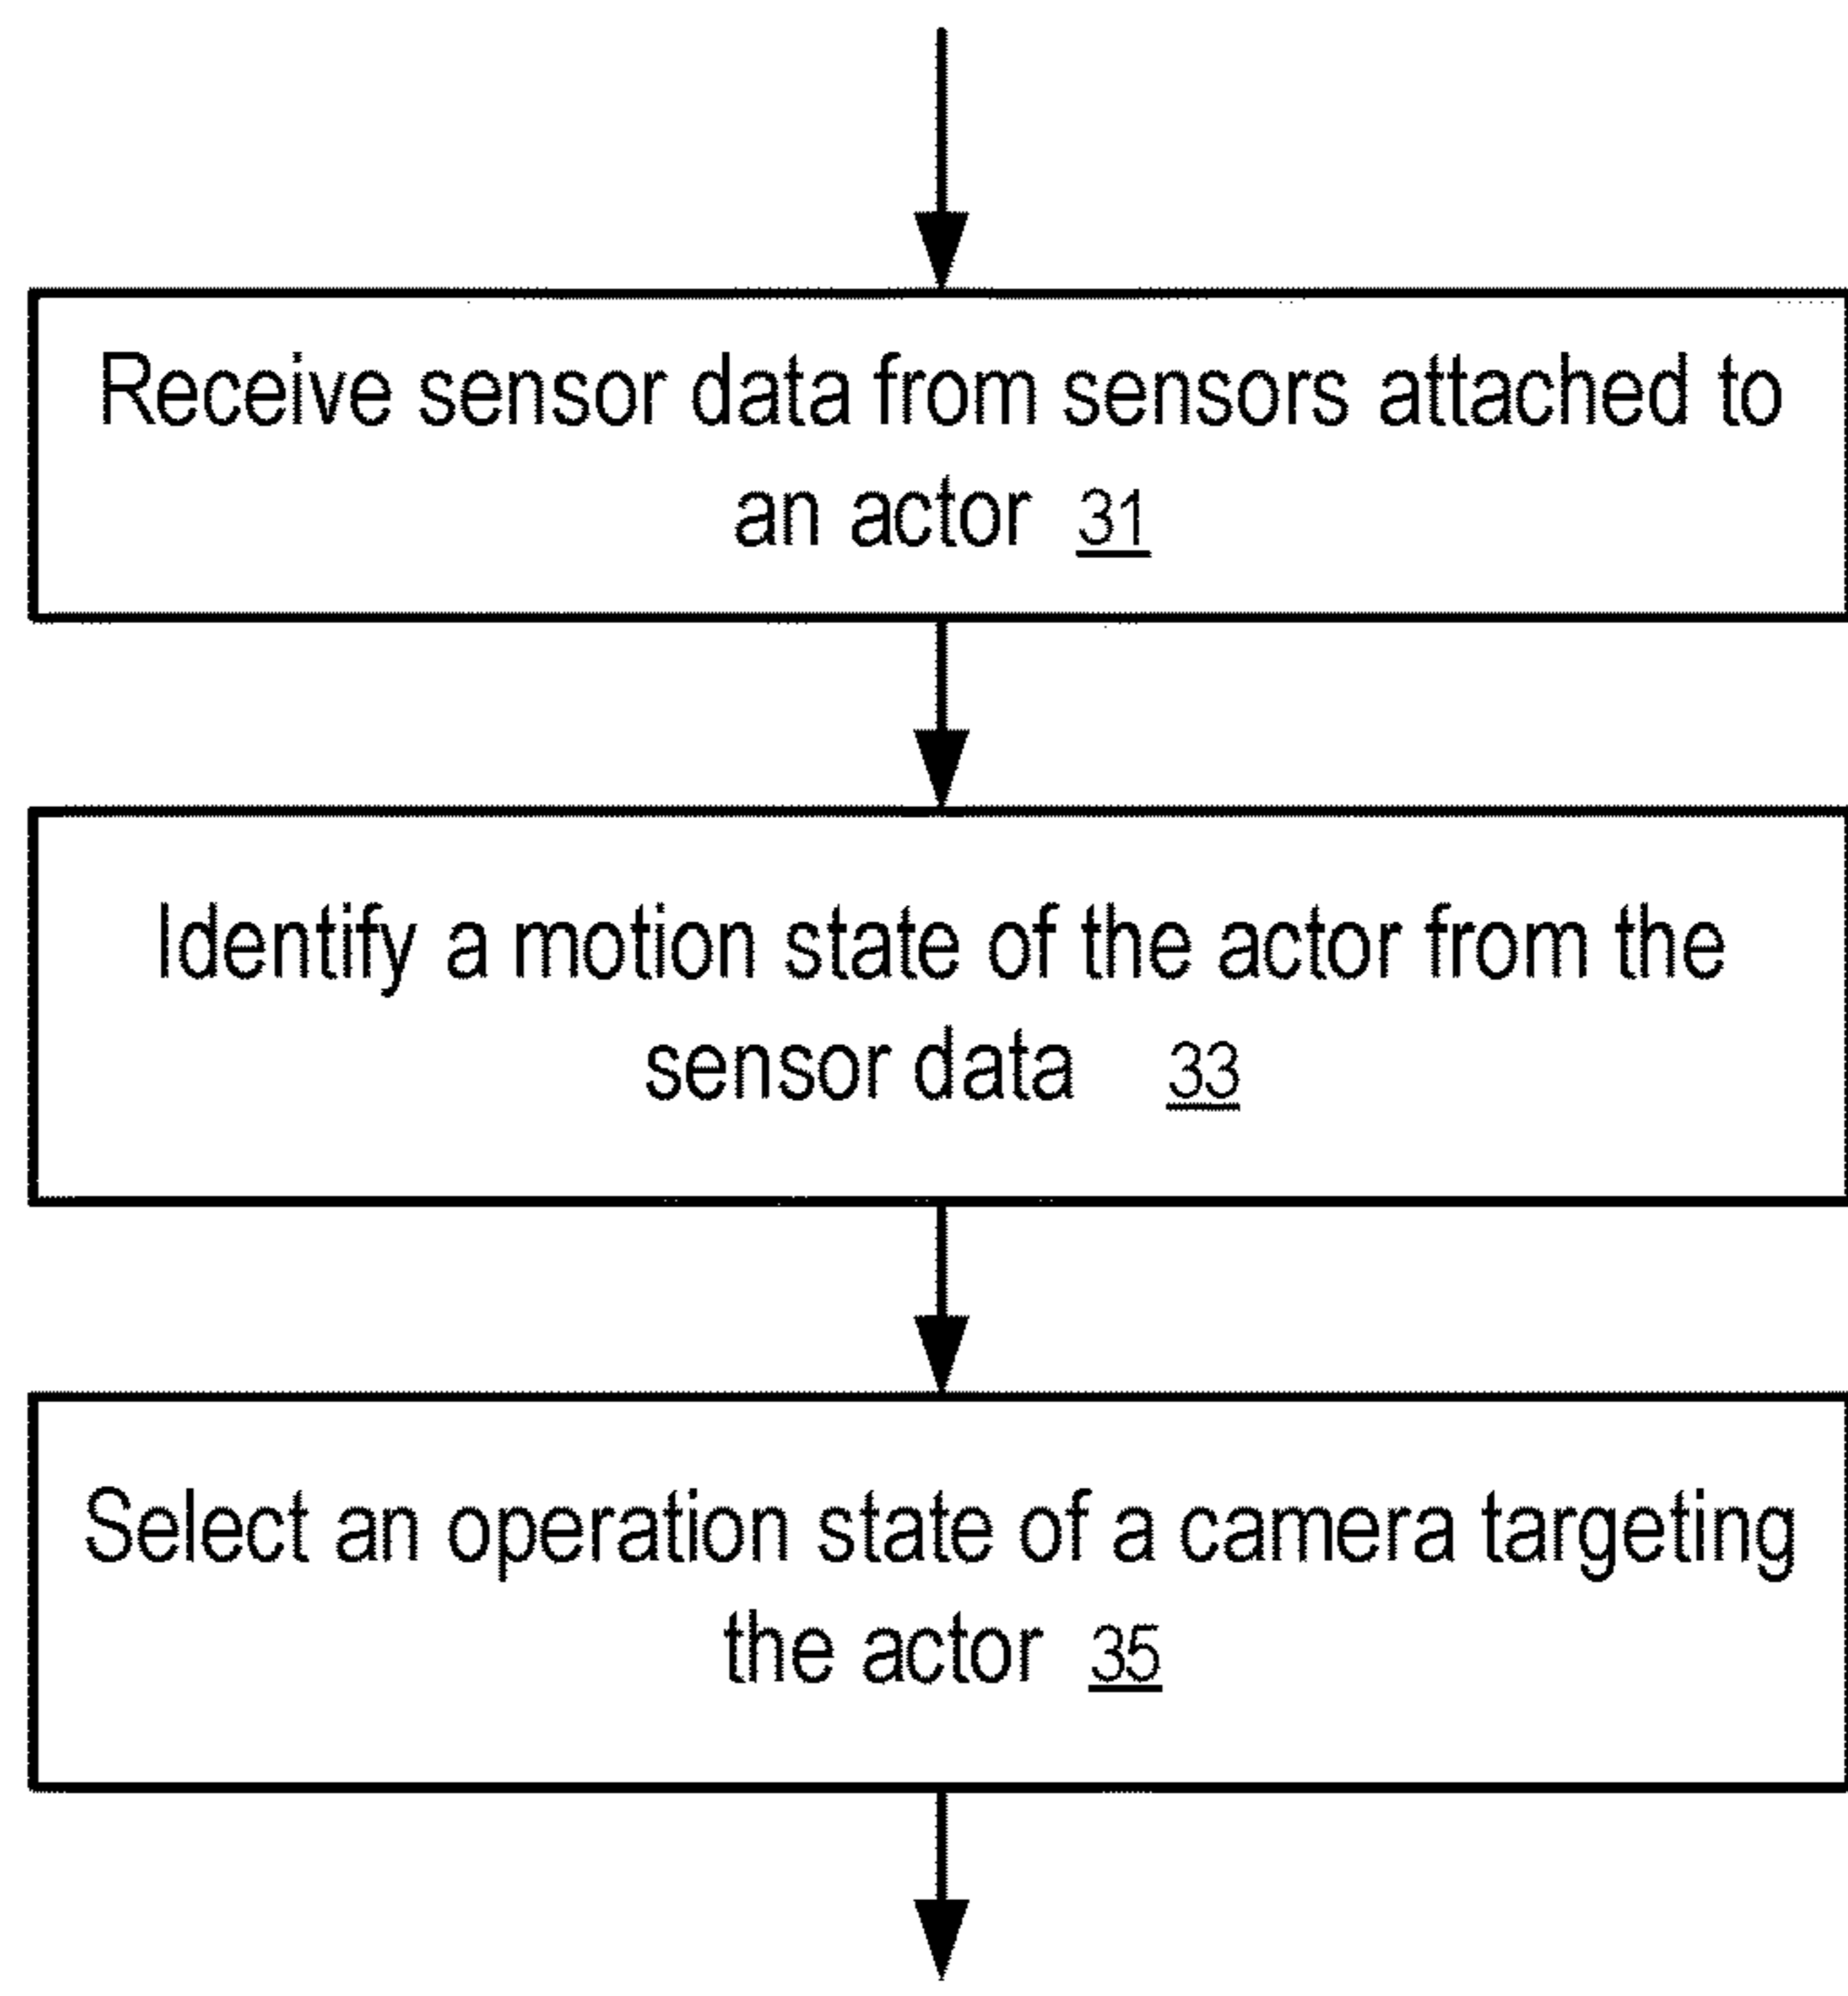 Receive sensor data from sensors attached to
an actor 31
Identify a motion state of the actor from the
sensor data 33
Select an operation state of a camera targeting
the actor 35